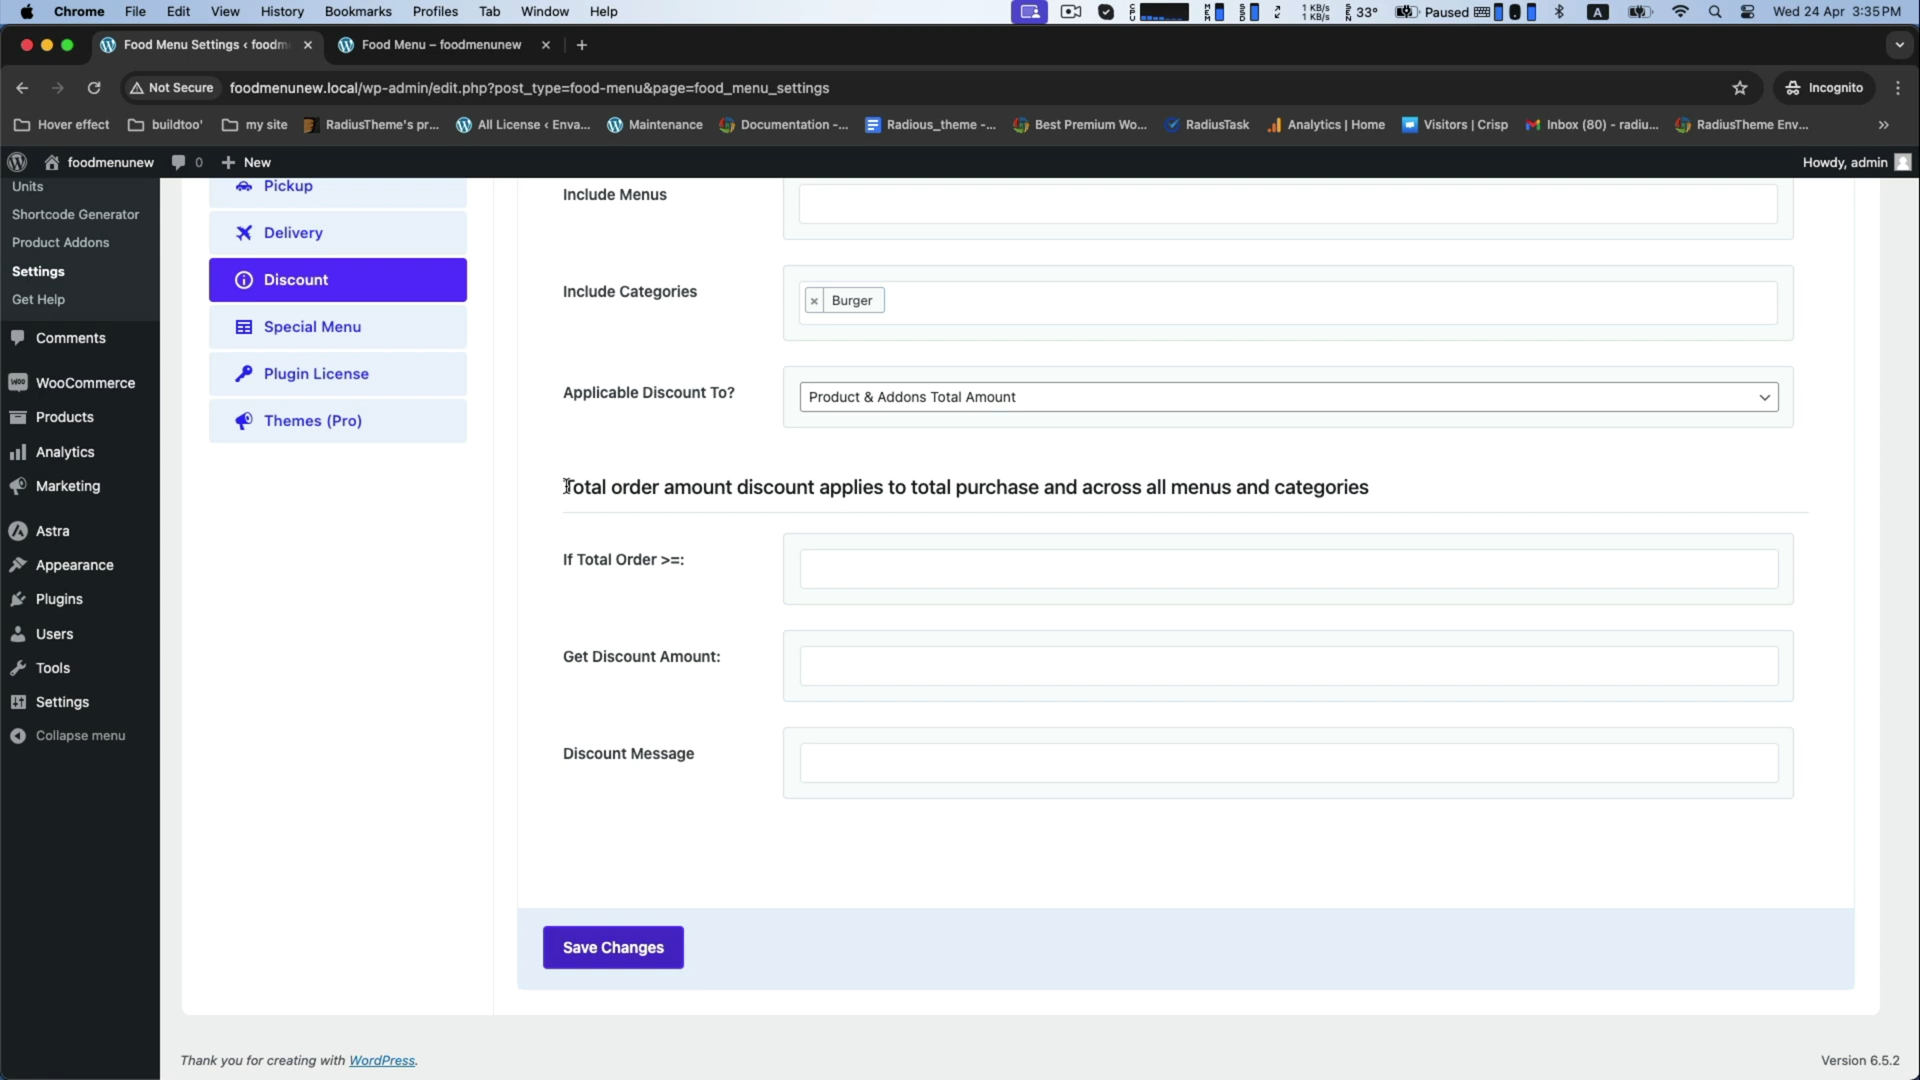 Chrome File Edit View History Bookmarks Profiles Tab Window Help 33° Paused A Wed 24 Apr 3:35 PM
Food Menu Settings ‹ foodm × Food Menu – foodmenunew × +
Not Secure foodmenunew.local/wp-admin/edit.php?post_type=food-menu&page=food_menu_settings Incognito
Hover effect buildtoo' my site RadiusTheme's pr... All License ‹ Enva... Maintenance Documentation -... Radious_theme -... Best Premium Wo... RadiusTask Analytics | Home Visitors | Crisp Inbox (80) - radiu... RadiusTheme Env... »
foodmenunew 0 + New Howdy, admin
Units
Shortcode Generator
Product Addons
Settings
Get Help
Comments
WooCommerce
Products
Analytics
Marketing
Astra
Appearance
Plugins
Users
Tools
Settings
Collapse menu
Pickup
Delivery
Discount
Special Menu
Plugin License
Themes (Pro)
Include Menus
Include Categories
× Burger
Applicable Discount To?
Product & Addons Total Amount
Total order amount discount applies to total purchase and across all menus and categories
If Total Order >=:
Get Discount Amount:
Discount Message
Save Changes
Thank you for creating with WordPress.
Version 6.5.2